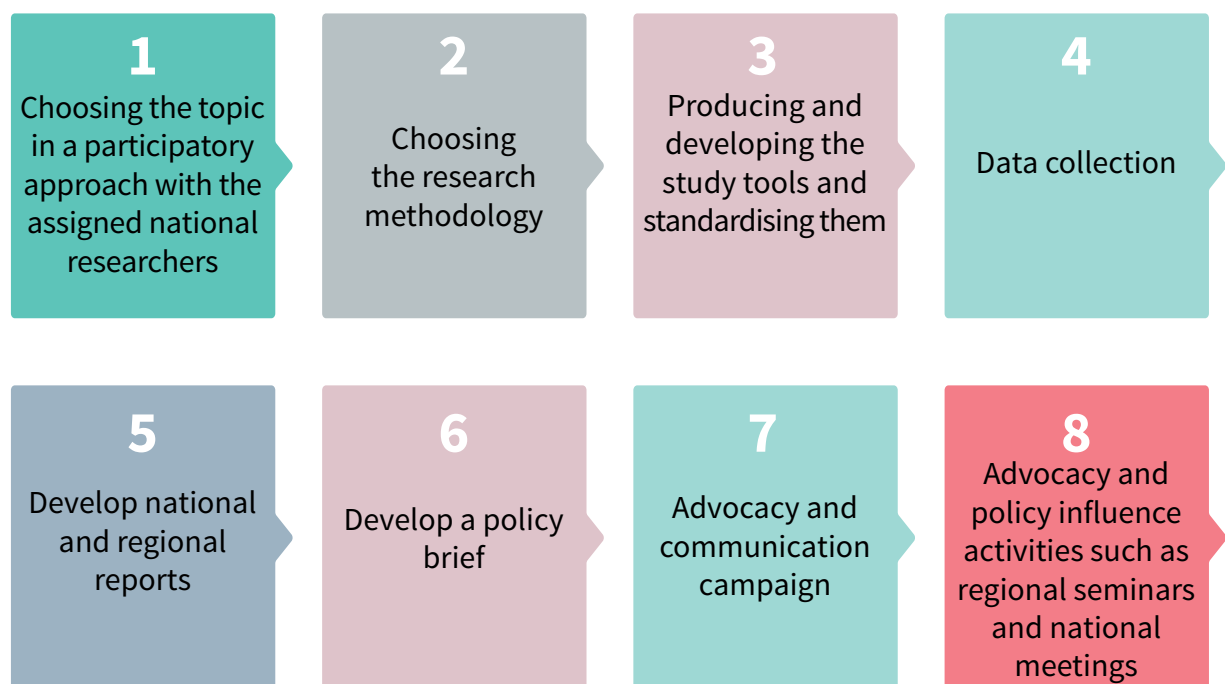 1
Choosing the topic
in a participatory
approach with the
assigned national
researchers
2
Choosing
the research
methodology
3
Producing and
developing the
study tools and
standardising them
4
Data collection
5
Develop national
and regional
reports
6
Develop a policy
brief
7
Advocacy and
communication
campaign
8
Advocacy and
policy influence
activities such as
regional seminars
and national
meetings